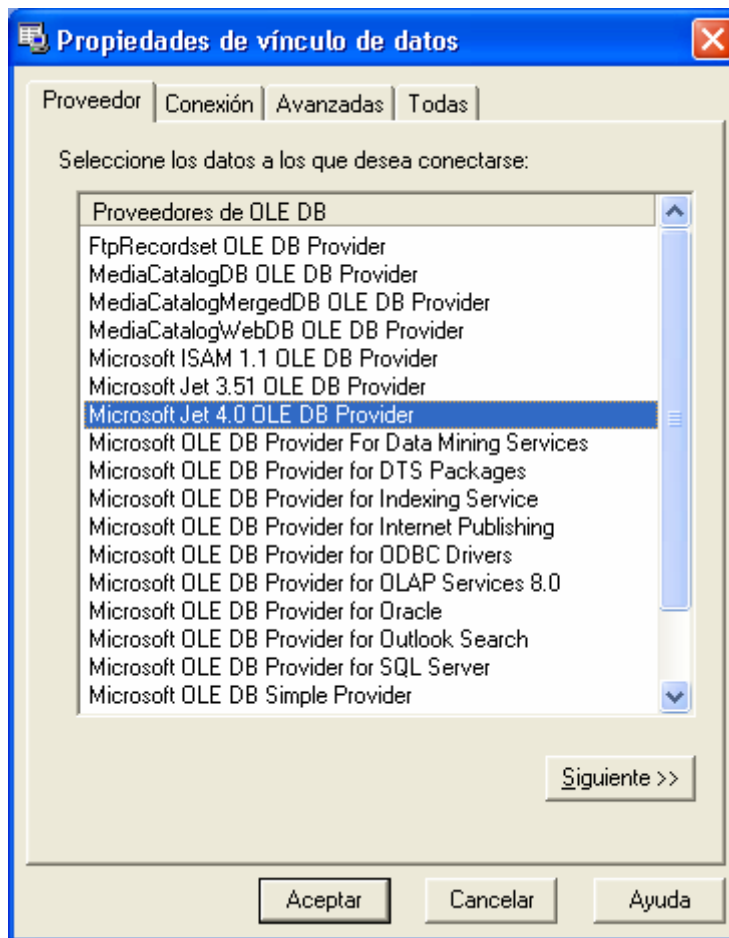 Propiedades de vínculo de datos
Proveedor Conexión Avanzadas Todas
Seleccione los datos a los que desea conectarse:
Proveedores de OLE DB
FtpRecordset OLE DB Provider
MediaCatalogDB OLE DB Provider
MediaCatalogMergedDB OLE DB Provider
MediaCatalogWebDB OLE DB Provider
Microsoft ISAM 1.1 OLE DB Provider
Microsoft Jet 3.51 OLE DB Provider
Microsoft Jet 4.0 OLE DB Provider
Microsoft OLE DB Provider For Data Mining Services
Microsoft OLE DB Provider for DTS Packages
Microsoft OLE DB Provider for Indexing Service
Microsoft OLE DB Provider for Internet Publishing
Microsoft OLE DB Provider for ODBC Drivers
Microsoft OLE DB Provider for OLAP Services 8.0
Microsoft OLE DB Provider for Oracle
Microsoft OLE DB Provider for Outlook Search
Microsoft OLE DB Provider for SQL Server
Microsoft OLE DB Simple Provider
Siguiente >>
Aceptar Cancelar Ayuda